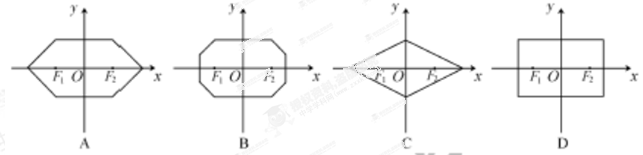 y y y y
F₁ O F₂ x F₁ O F₂ x F₁ O F₂ x F₁ O F₂ x
A B C D